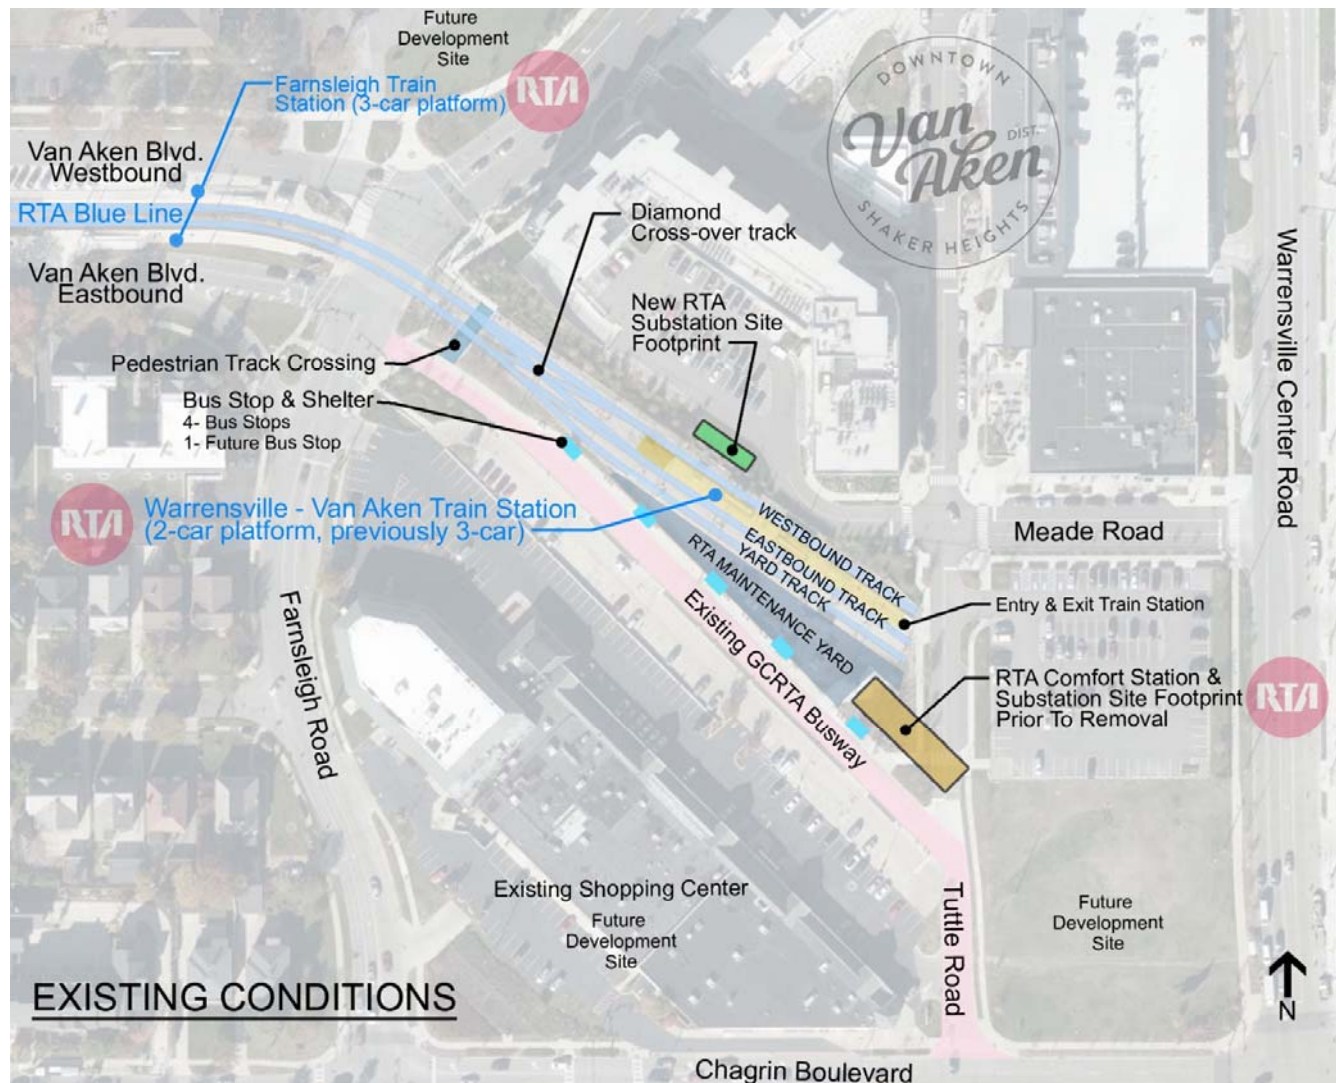 Future
Development
Site
RTA
Farnsleigh Train
Station (3-car platform)
DOWNTOWN
Van
Aken
DIST.
SHAKER HEIGHTS
Van Aken Blvd.
Westbound
RTA Blue Line
Van Aken Blvd.
Eastbound
Diamond
Cross-over track
New RTA
Substation Site
Footprint
Pedestrian Track Crossing
Bus Stop & Shelter
4- Bus Stops
1- Future Bus Stop
RTA
Warrensville - Van Aken Train Station
(2-car platform, previously 3-car)
WESTBOUND TRACK
EASTBOUND TRACK
YARD TRACK
RTA MAINTENANCE YARD
Existing GCRTA Busway
Meade Road
Warrensville Center Road
Entry & Exit Train Station
RTA Comfort Station &
Substation Site Footprint
Prior To Removal
RTA
Farnsleigh Road
Existing Shopping Center
Future
Development
Site
Tuttle Road
Future
Development
Site
EXISTING CONDITIONS
N
Chagrin Boulevard